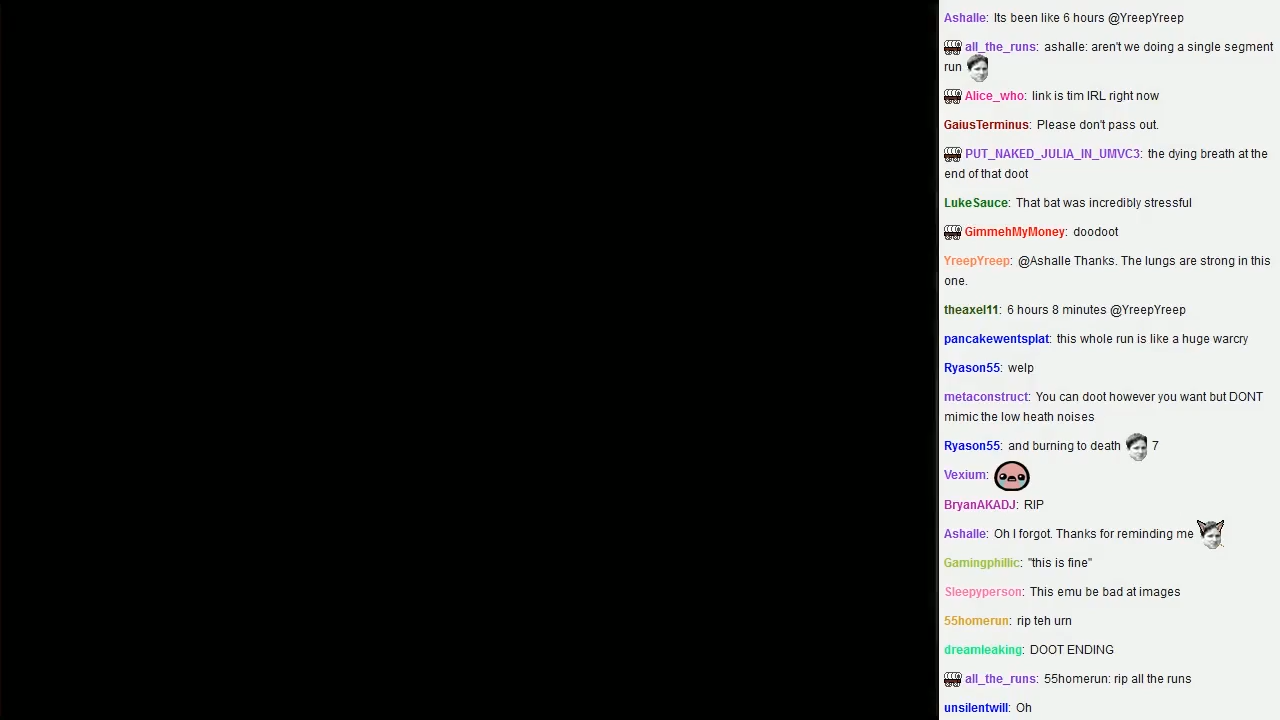 Ashalle: Its been like 6 hours @YreepYreep
all_the_runs: ashalle: aren't we doing a single segment
run
Alice_who: link is tim IRL right now
GaiusTerminus: Please don't pass out.
PUT_NAKED_JULIA_IN_UMVC3: the dying breath at the
end of that doot
LukeSauce: That bat was incredibly stressful
GimmehMyMoney: doodoot
YreepYreep: @Ashalle Thanks. The lungs are strong in this
one.
theaxel11: 6 hours 8 minutes @YreepYreep
pancakewentsplat: this whole run is like a huge warcry
Ryason55: welp
metaconstruct: You can doot however you want but DONT
mimic the low heath noises
Ryason55: and burning to death 7
Vexium:
BryanAKADJ: RIP
Ashalle: Oh I forgot. Thanks for reminding me
Gamingphillic: "this is fine"
Sleepyperson: This emu be bad at images
55homerun: rip teh urn
dreamleaking: DOOT ENDING
all_the_runs: 55homerun: rip all the runs
unsilentwill: Oh